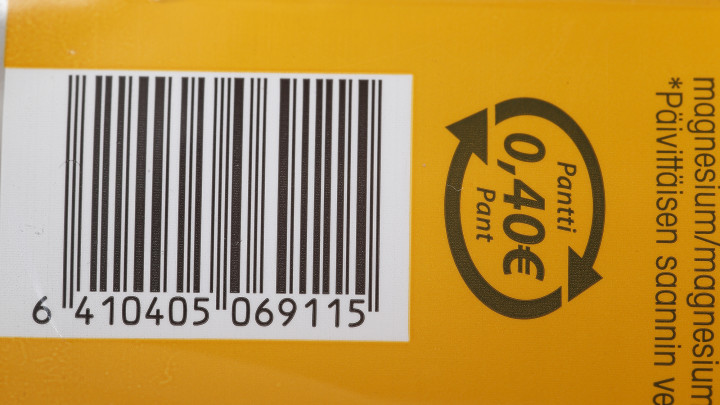 6 410405 069115
Pantti
0,40€
Pant
magnesium/magnesium
*Päivittäisen saannin